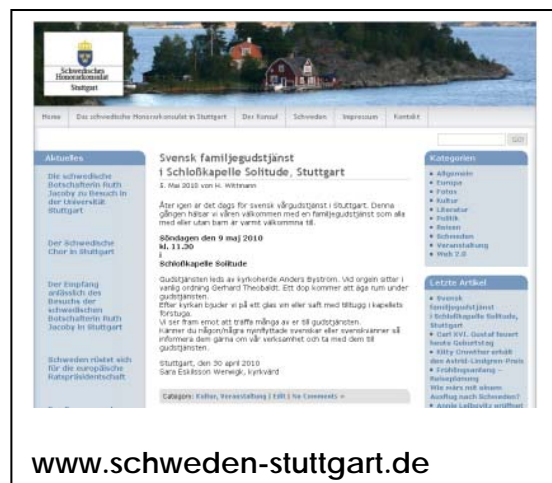 Schwedisches
Honorarkonsulat
Stuttgart
Home
Das schwedische Honorarkonsulat in Stuttgart
Der Konsul
Schweden
Impressum
Kontakt
GO!
Aktuelles
Die schwedische
Botschafterin Ruth
Jacoby zu Besuch in
der Universität
Stuttgart
Der Schwedische
Chor in Stuttgart
Der Empfang
anlässlich des
Besuchs der
schwedischen
Botschafterin Ruth
Jacoby in Stuttgart
Schweden rüstet sich
für die europäische
Ratspräsidentschaft
Svensk familjegudstjänst
i Schloßkapelle Solitude, Stuttgart
5. Mai 2010 von H. Wittmann
Åter igen är det dags för svensk vårgudstjänst i Stuttgart. Denna
gången hälsar vi våren välkommen med en familjegudstjänst som alla
med eller utan barn är varmt välkomna till.
Söndagen den 9 maj 2010
kl. 11.30
i
Schloßkapelle Solitude
Gudstjänsten leds av kyrkoherde Anders Byström. Vid orgeln sitter i
vanlig ordning Gerhard Theobaldt. Ett dop kommer att äga rum under
gudstjänsten.
Efter kyrkan bjuder vi på ett glas vin eller saft med tilltugg i kapellets
förstuga.
Vi ser fram emot att träffa många av er till gudstjänsten.
Känner du någon/några nyinflyttade svenskar eller svenskvänner så
informera dem gärna om vår verksamhet och ta med dem till
gudstjänsten.
Stuttgart, den 30 april 2010
Sara Eskilsson Werwigk, kyrkvärd
Category: Kultur, Veranstaltung | Edit | No Comments »
Kategorien
Allgemein
Europa
Fotos
Kultur
Literatur
Politik
Reisen
Schweden
Veranstaltung
Web 2.0
Letzte Artikel
Svensk
familjegudstjänst
i Schloßkapelle Solitude,
Stuttgart
Carl XVI. Gustaf feiert
heute Geburtstag
Kitty Crowther erhält
den Astrid-Lindgren-Preis
Frühlingsanfang –
Reiseplanung
Wie wärs mit einem
Ausflug nach Schweden?
Annie Leibovitz eröffnet
www.schweden-stuttgart.de